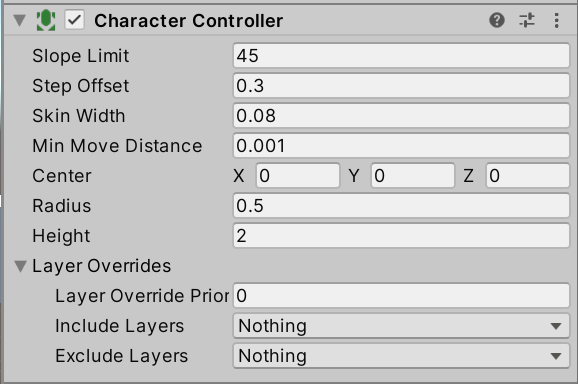 Character Controller
Slope Limit 45
Step Offset 0.3
Skin Width 0.08
Min Move Distance 0.001
Center X 0 Y 0 Z 0
Radius 0.5
Height 2
Layer Overrides
Layer Override Prior 0
Include Layers Nothing
Exclude Layers Nothing